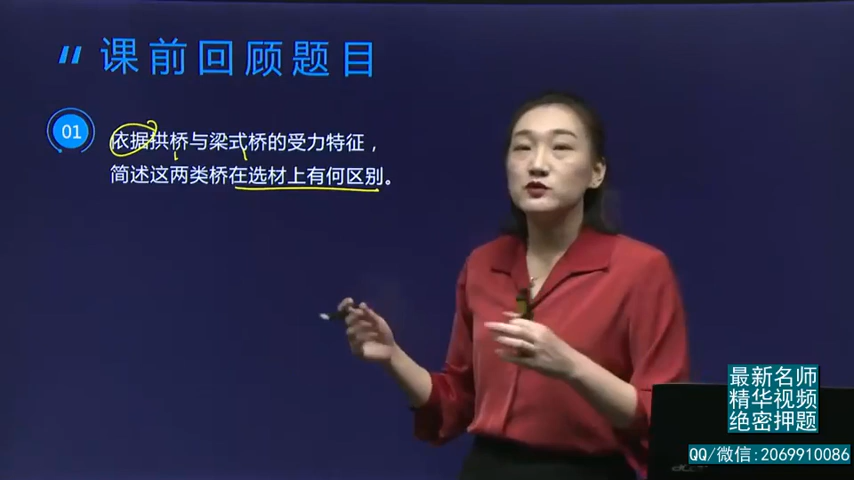 课前回顾题目
01
依据拱桥与梁式桥的受力特征，
简述这两类桥在选材上有何区别。
最新名师
精华视频
绝密押题
QQ/微信:2069910086